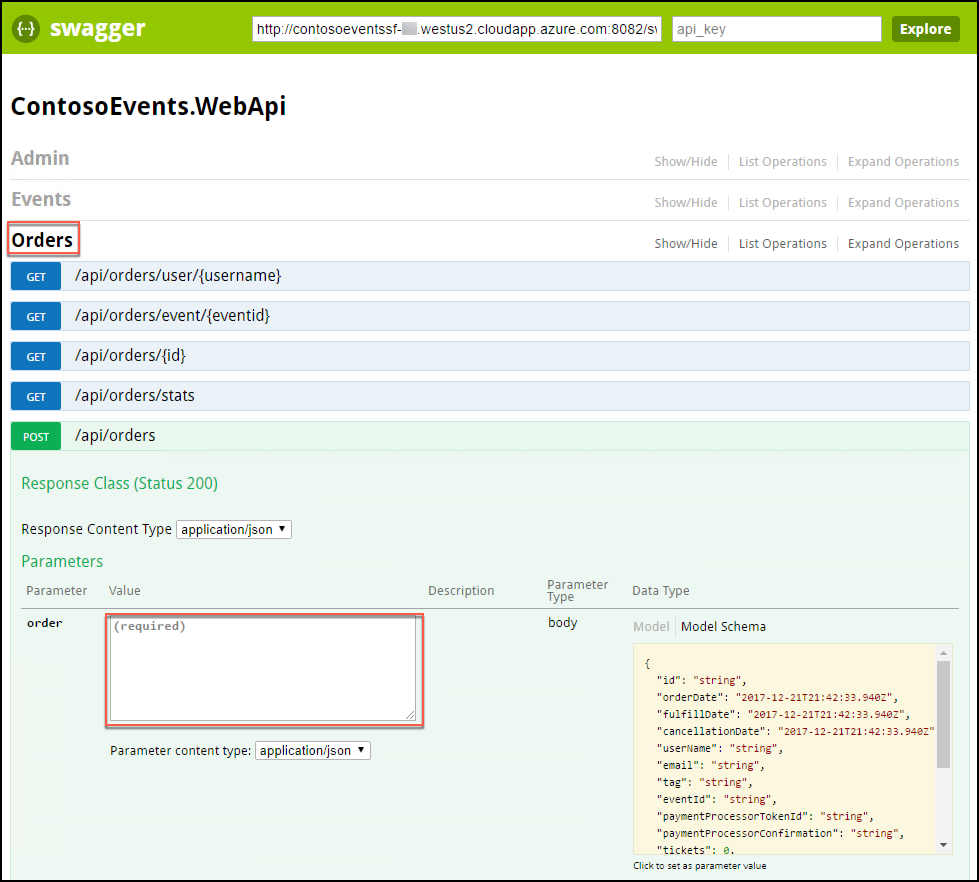 {··} swagger http://contosoeventssf- .westus2.cloudapp.azure.com:8082/sv api_key Explore
ContosoEvents.WebApi
Admin Show/Hide List Operations Expand Operations
Events Show/Hide List Operations Expand Operations
Orders Show/Hide List Operations Expand Operations
GET /api/orders/user/{username}
GET /api/orders/event/{eventid}
GET /api/orders/{id}
GET /api/orders/stats
POST /api/orders
Response Class (Status 200)
Response Content Type application/json
Parameters
Parameter Value Description Parameter Type Data Type
order (required) body Model Model Schema
{
"id": "string",
"orderDate": "2017-12-21T21:42:33.940Z",
"fulfillDate": "2017-12-21T21:42:33.940Z",
"cancellationDate": "2017-12-21T21:42:33.940Z"
"userName": "string",
"email": "string",
"tag": "string",
"eventId": "string",
"paymentProcessorTokenId": "string",
"paymentProcessorConfirmation": "string",
"tickets": 0,
Parameter content type: application/json
Click to set as parameter value